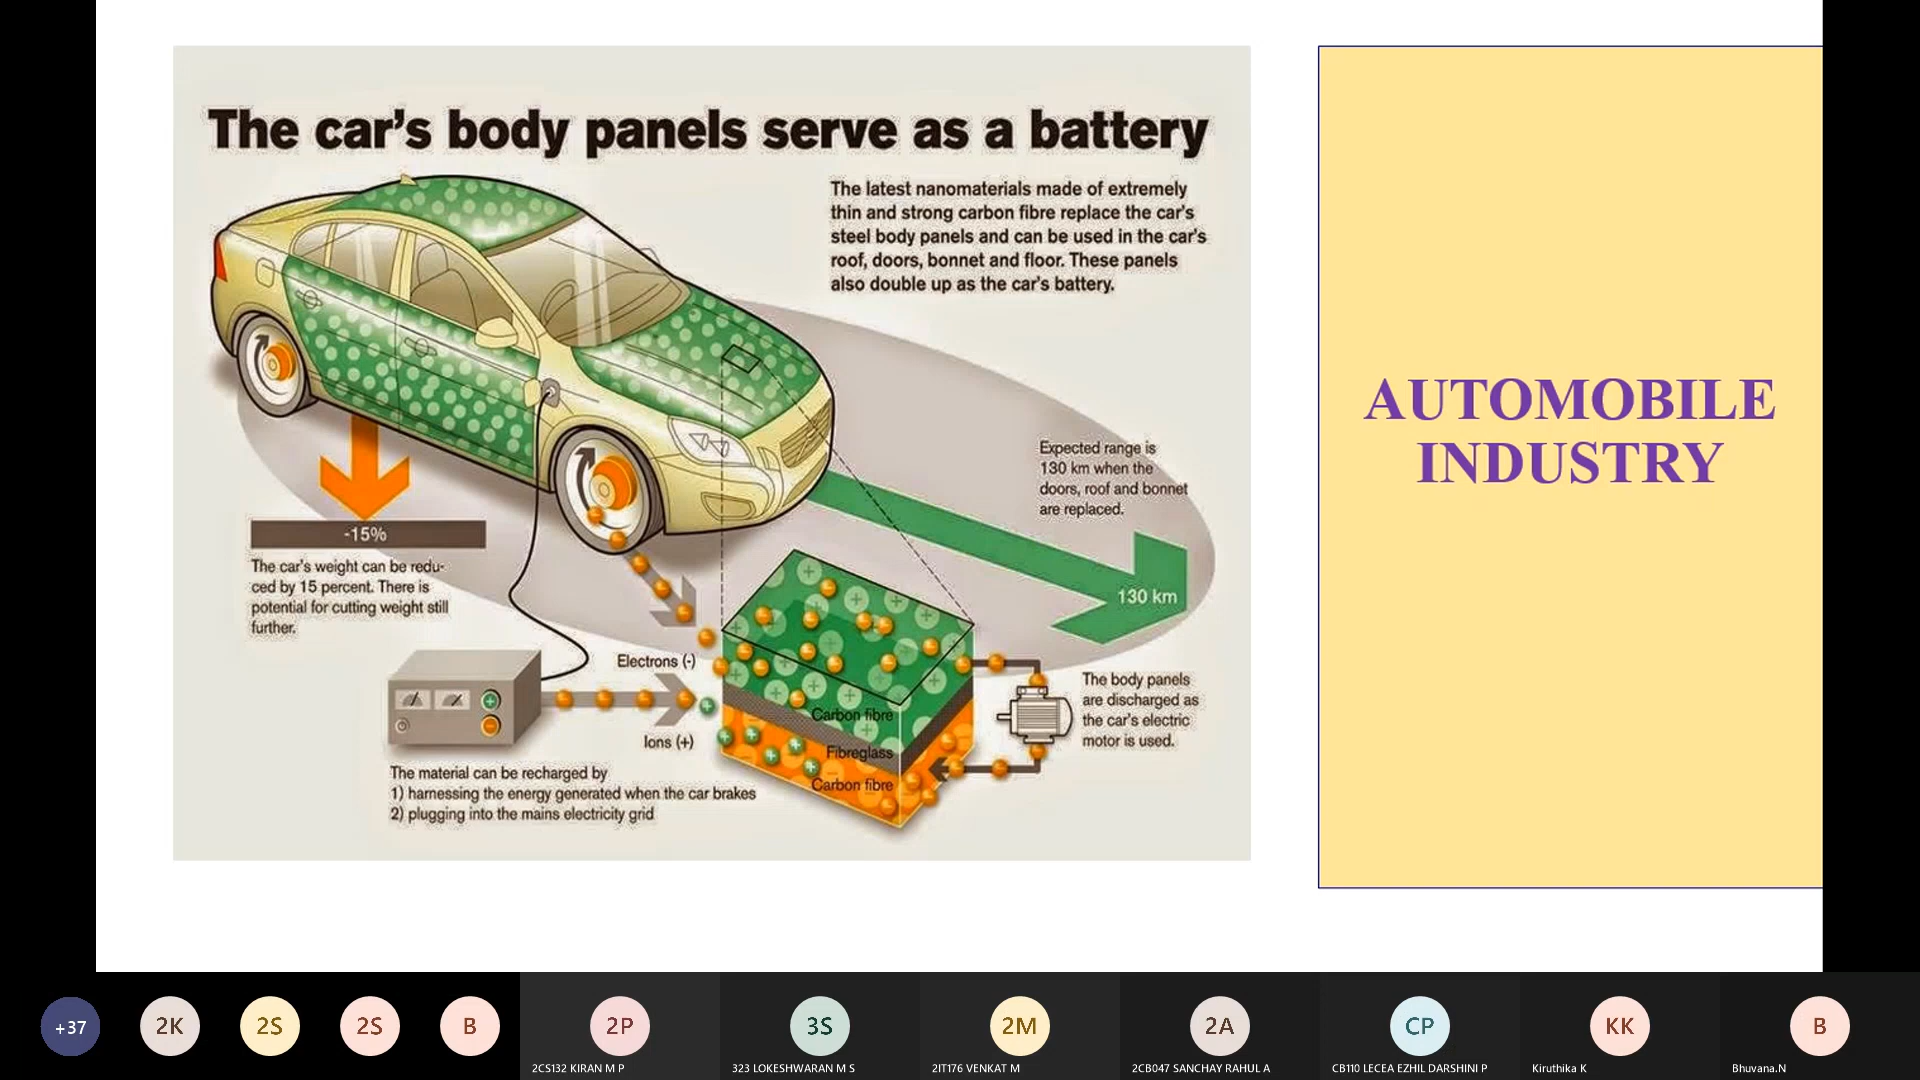 The car's body panels serve as a battery
The latest nanomaterials made of extremely
thin and strong carbon fibre replace the car's
steel body panels and can be used in the car's
roof, doors, bonnet and floor. These panels
also double up as the car's battery.
AUTOMOBILE
INDUSTRY
Expected range is
130 km when the
doors, roof and bonnet
are replaced.
130 km
-15%
The car's weight can be redu-
ced by 15 percent. There is
potential for cutting weight still
further.
Electrons (-)
Ions (+)
Carbon fibre
Fibreglass
Carbon fibre
The body panels
are discharged as
the car's electric
motor is used.
The material can be recharged by
1) harnessing the energy generated when the car brakes
2) plugging into the mains electricity grid
+37
2K
2S
2S
B
2P
2CS132 KIRAN M P
3S
323 LOKESHWARAN M S
2M
2IT176 VENKAT M
2A
2CB047 SANCHAY RAHUL A
CP
CB110 LECEA EZHIL DARSHINI P
KK
Kiruthika K
B
Bhuvana.N